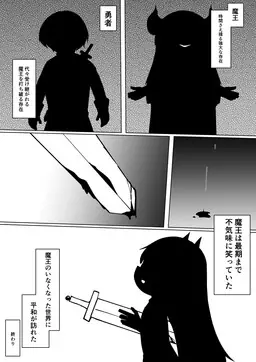 魔王
時間さえ操る強大な存在
勇者
代々受け継がれる
魔王を打ち破る存在
魔王は最期まで
不気味に笑っていた
魔王のいなくなった世界に
平和が訪れた
終わり